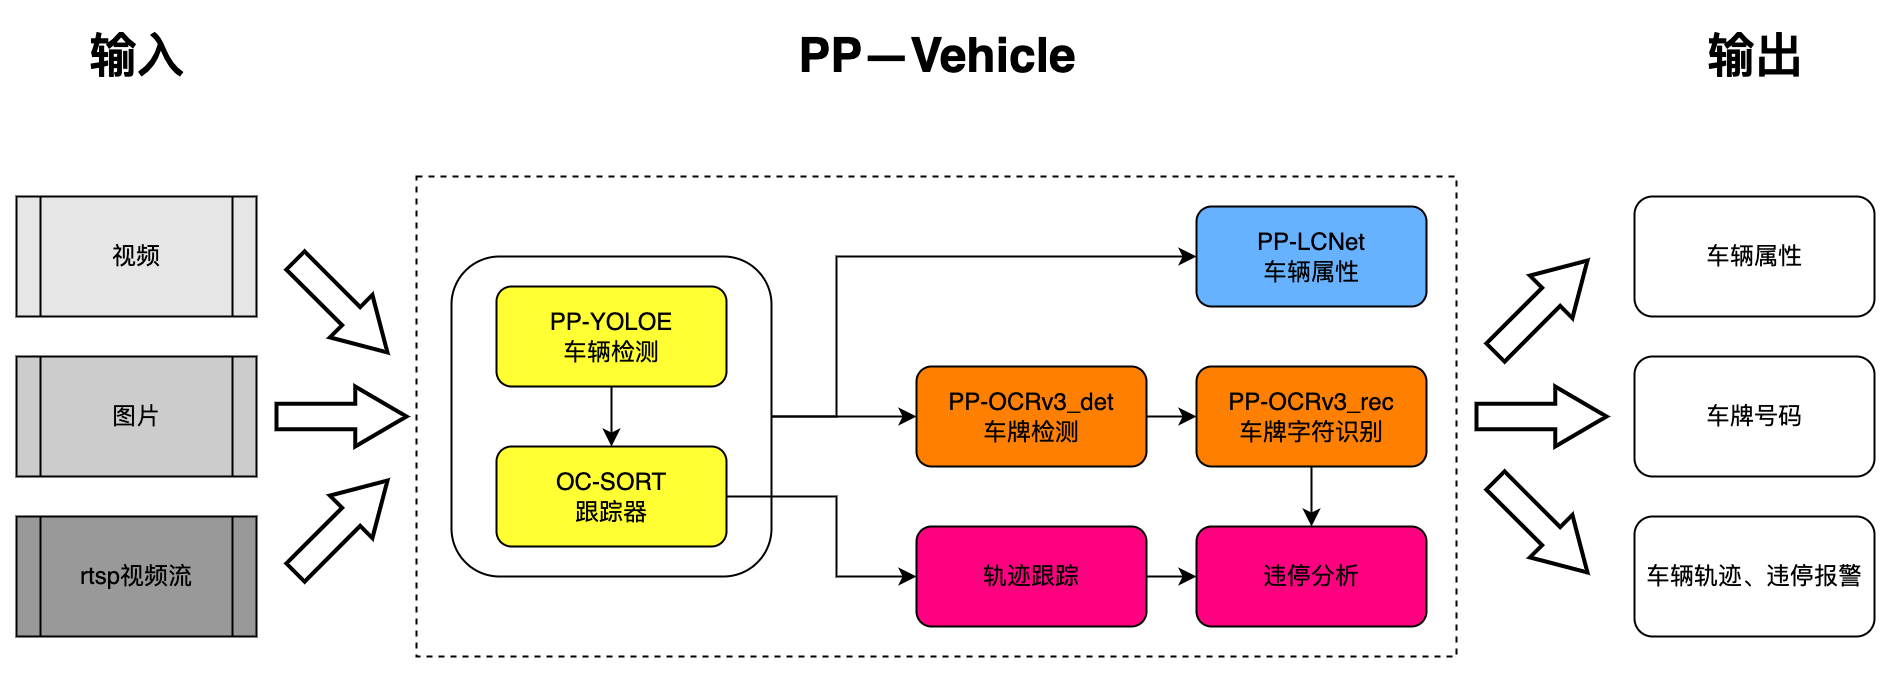 输入
PP—Vehicle
输出
视频
图片
rtsp视频流
PP-YOLOE
车辆检测
OC-SORT
跟踪器
PP-LCNet
车辆属性
PP-OCRv3_det
车牌检测
PP-OCRv3_rec
车牌字符识别
轨迹跟踪
违停分析
车辆属性
车牌号码
车辆轨迹、违停报警